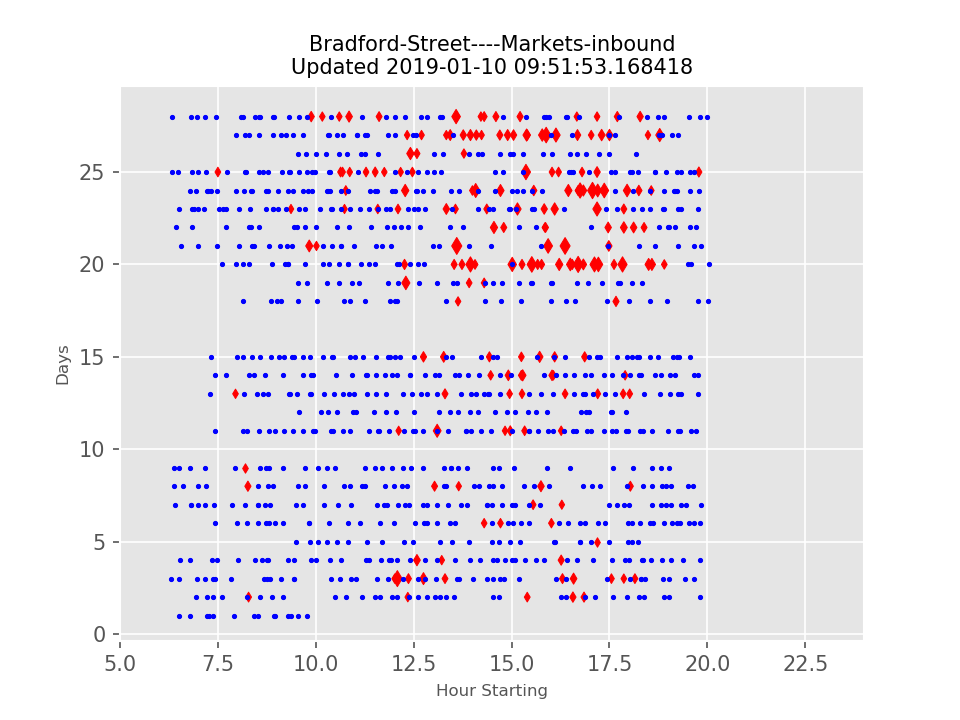 Bradford-Street----Markets-inbound
Updated 2019-01-10 09:51:53.168418
25
20
15
10
5
0
Days
5.0 7.5 10.0 12.5 15.0 17.5 20.0 22.5
Hour Starting